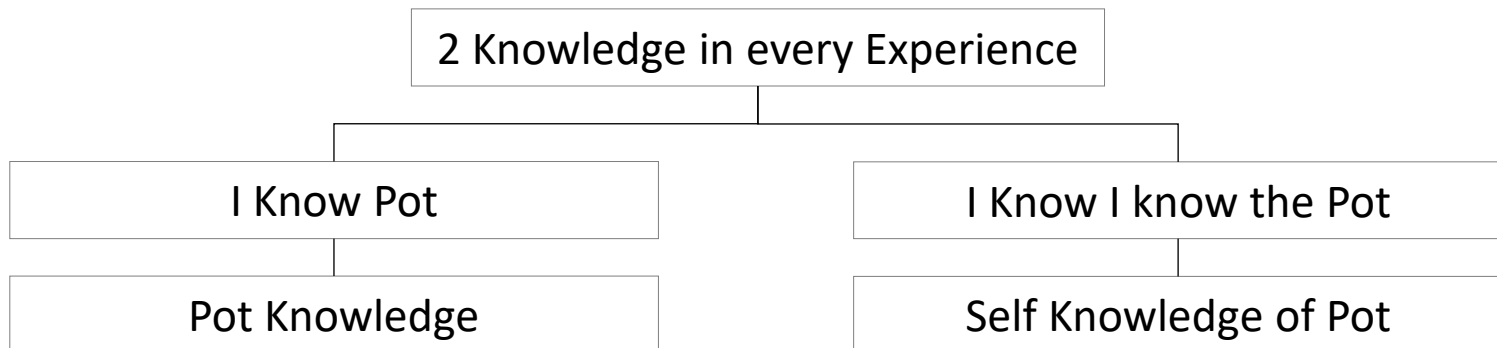 2 Knowledge in every Experience
I Know Pot
I Know I know the Pot
Pot Knowledge
Self Knowledge of Pot